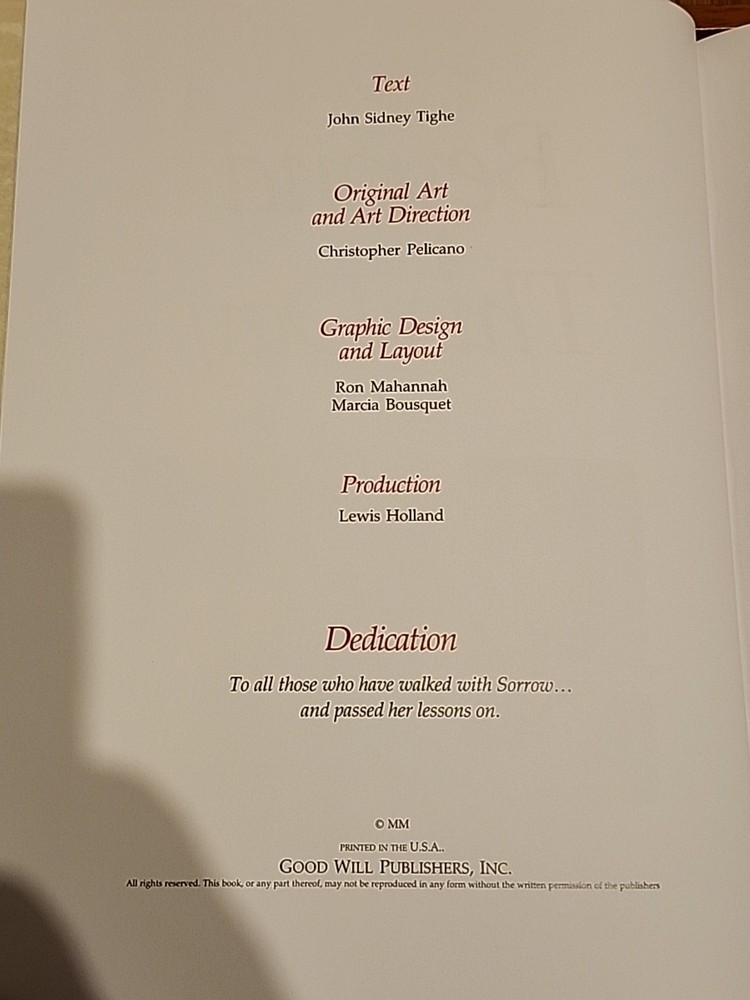 Text
John Sidney Tighe
Original Art
and Art Direction
Christopher Pelicano
Graphic Design
and Layout
Ron Mahannah
Marcia Bousquet
Production
Lewis Holland
Dedication
To all those who have walked with Sorrow…
and passed her lessons on.
© MM
PRINTED IN THE U.S.A..
GOOD WILL PUBLISHERS, INC.
All rights reserved. This book, or any part thereof, may not be reproduced in any form without the written permission of the publishers